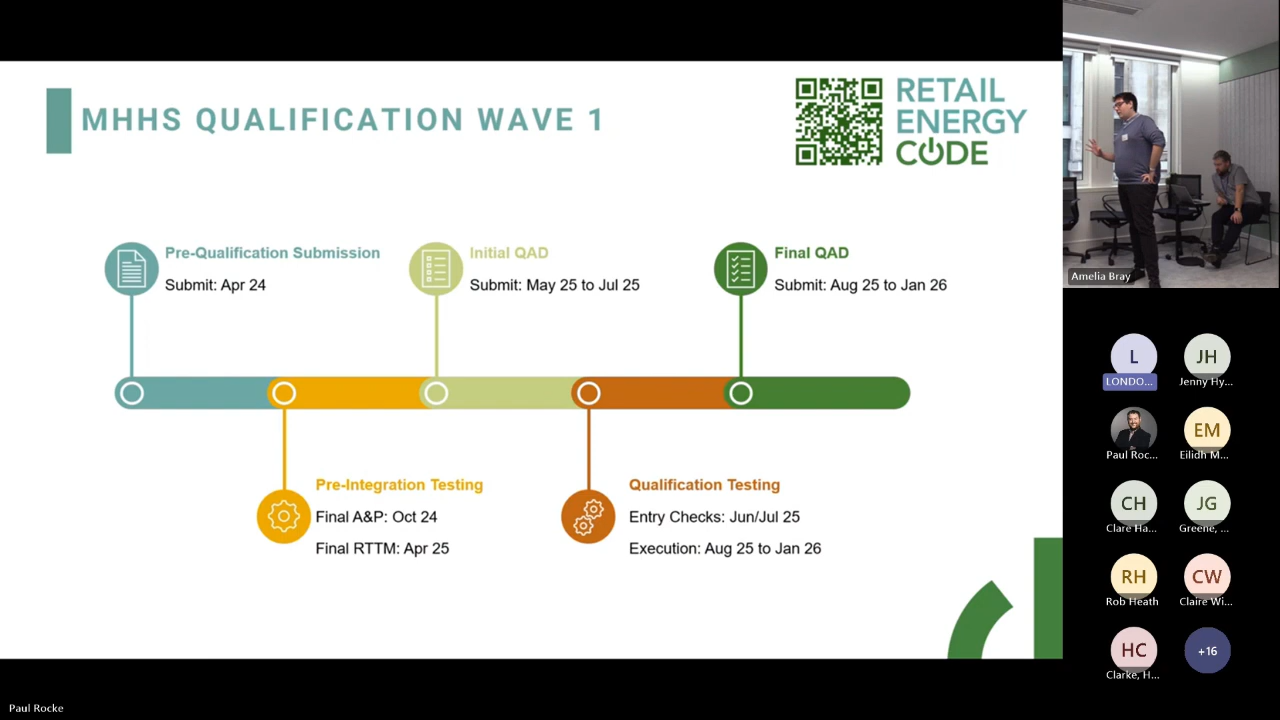 MHHS QUALIFICATION WAVE 1
RETAIL
ENERGY
CODE
Pre-Qualification Submission
Submit: Apr 24
Initial QAD
Submit: May 25 to Jul 25
Final QAD
Submit: Aug 25 to Jan 26
Pre-Integration Testing
Final A&P: Oct 24
Final RTTM: Apr 25
Qualification Testing
Entry Checks: Jun/Jul 25
Execution: Aug 25 to Jan 26
Amelia Bray
L
LONDO...
JH
Jenny Hy...
Paul Roc...
EM
Eilidh M...
CH
Clare Ha...
JG
Greene, ...
RH
Rob Heath
CW
Claire Wi...
HC
Clarke, H...
+16
Paul Rocke